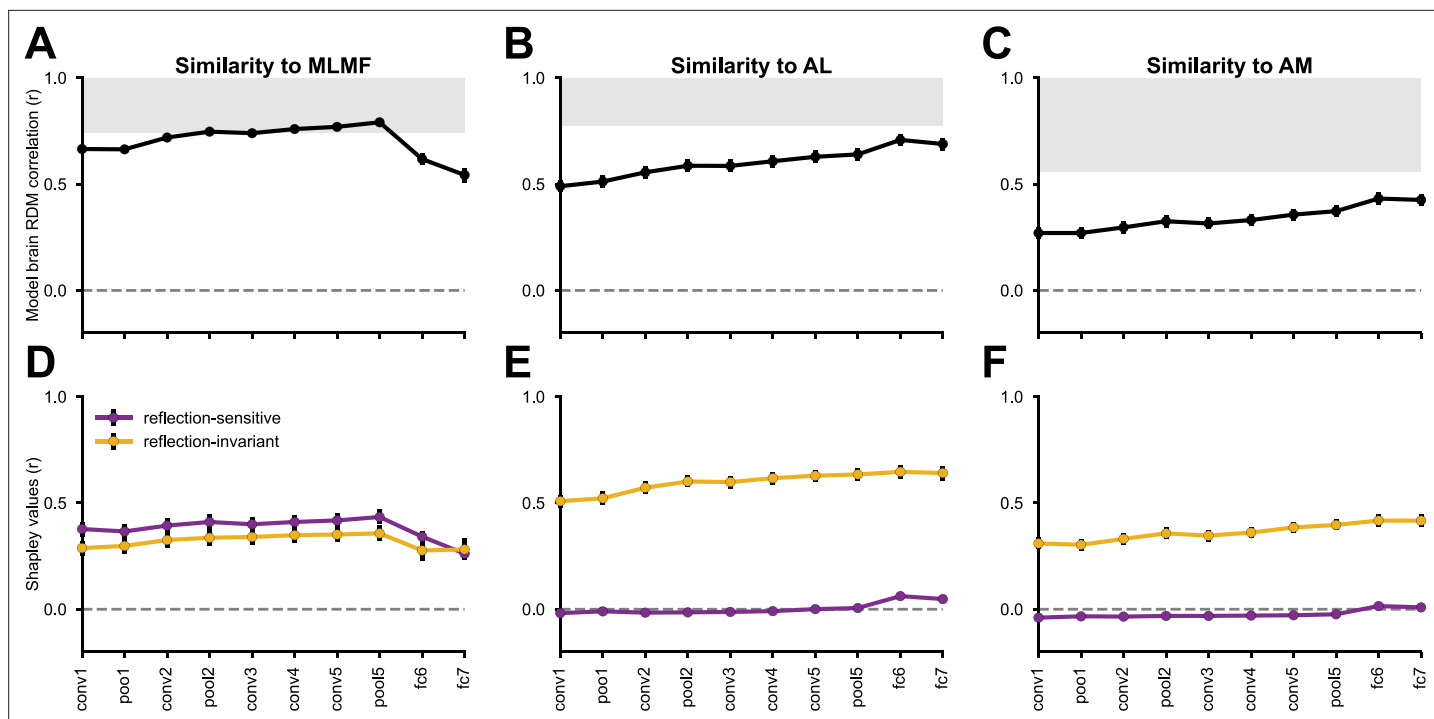 A
B
C
Similarity to MLMF
Similarity to AL
Similarity to AM
Model brain RDM correlation (r)
1.0
0.5
0.0
1.0
0.5
0.0
1.0
0.5
0.0
D
E
F
Shapley values (r)
1.0
0.5
0.0
reflection-sensitive
reflection-invariant
1.0
0.5
0.0
1.0
0.5
0.0
conv1
poo1
conv2
pool2
conv3
conv4
conv5
pool5
fc6
fc7
conv1
poo1
conv2
pool2
conv3
conv4
conv5
pool5
fc6
fc7
conv1
poo1
conv2
pool2
conv3
conv4
conv5
pool5
fc6
fc7